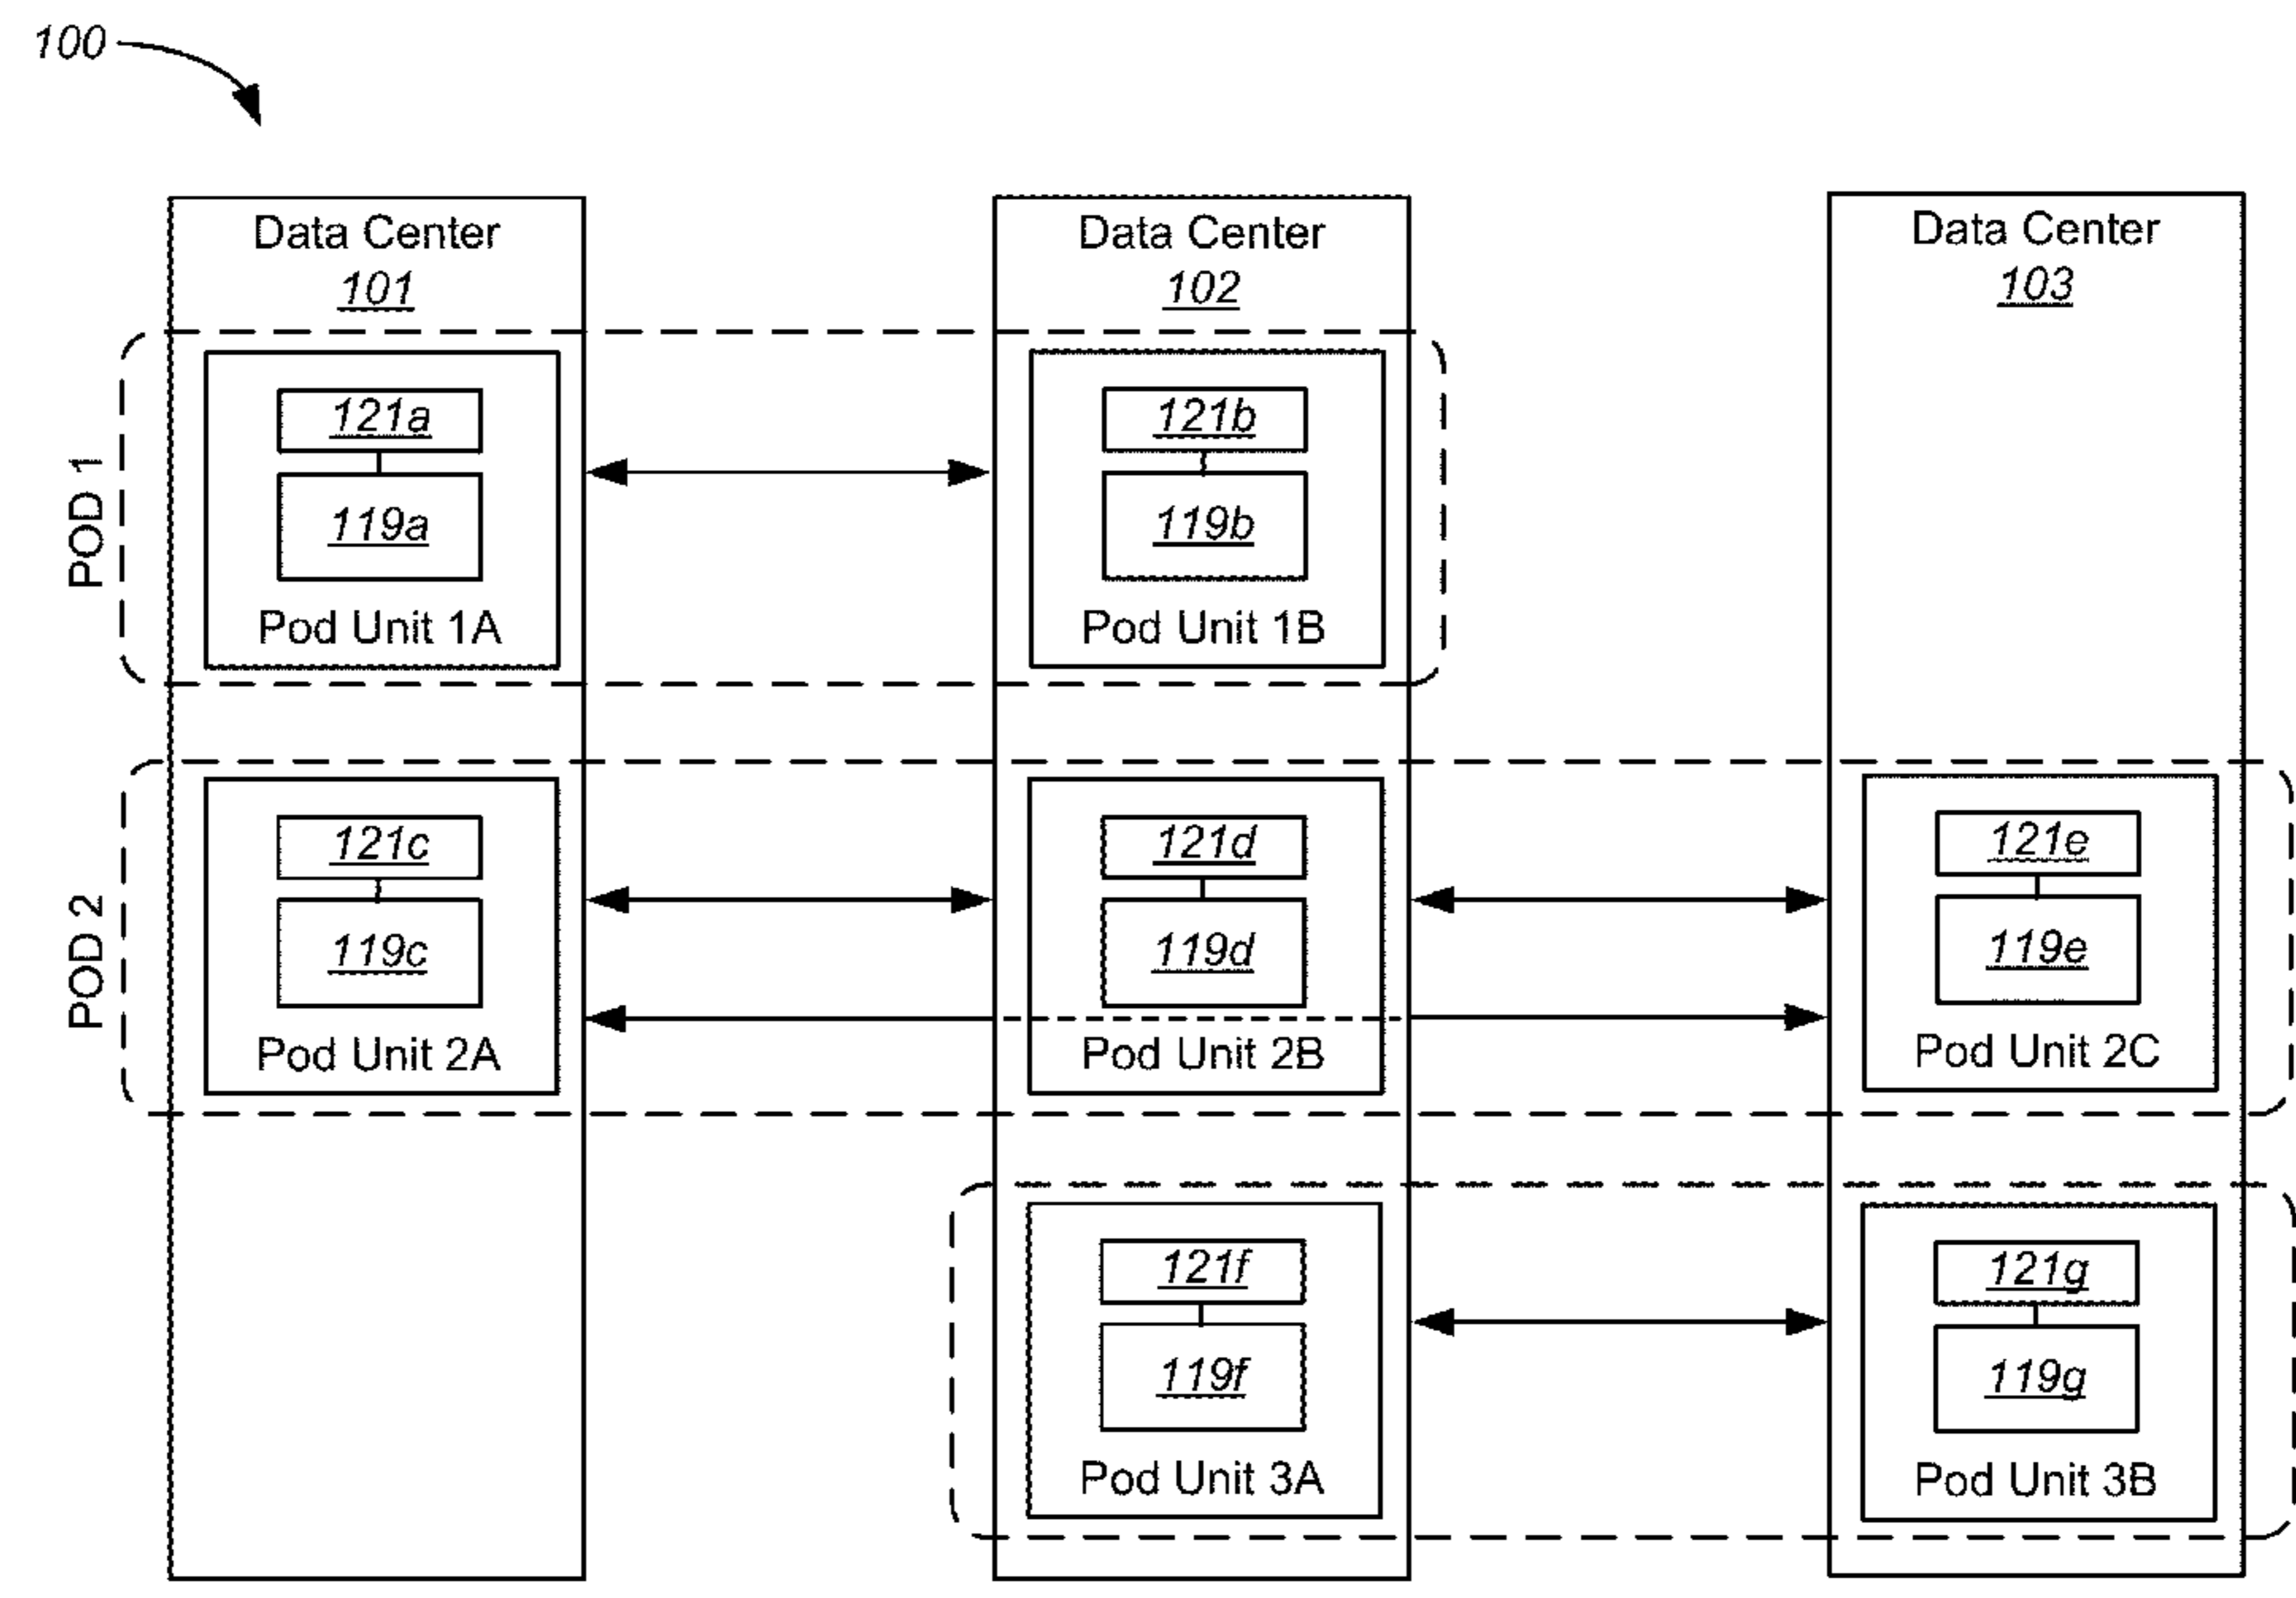 100
Data Center
101
Data Center
102
Data Center
103
POD 1
121a
119a
Pod Unit 1A
121b
119b
Pod Unit 1B
POD 2
121c
119c
Pod Unit 2A
121d
119d
Pod Unit 2B
121e
119e
Pod Unit 2C
121f
119f
Pod Unit 3A
121g
119g
Pod Unit 3B